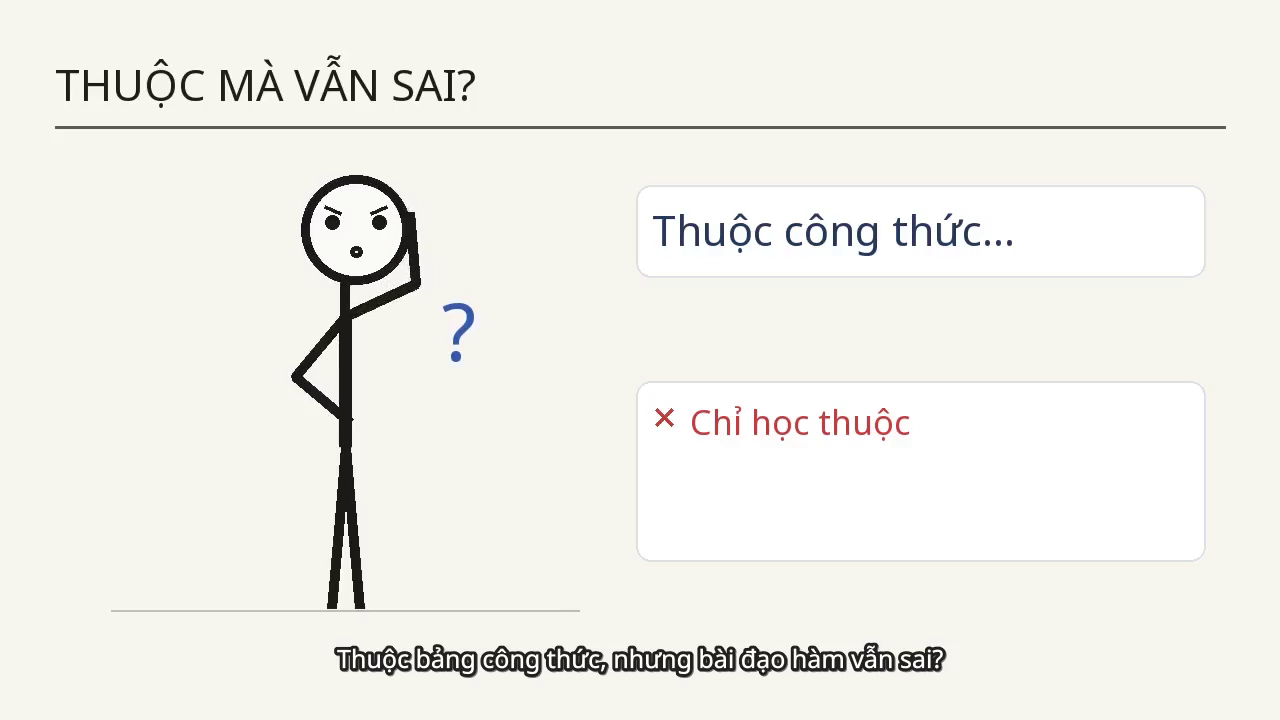 THUỘC MÀ VẪN SAI?
?
Thuộc công thức...
× Chỉ học thuộc
Thuộc bảng công thức, nhưng bài đạo hàm vẫn sai?